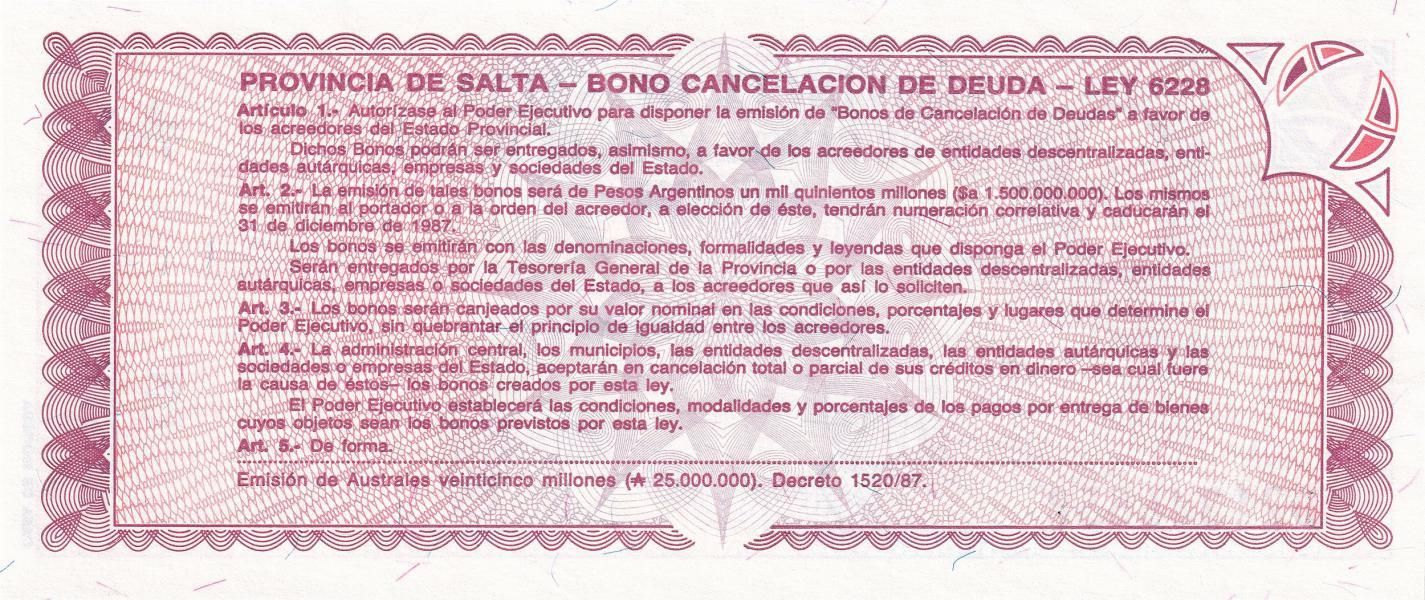 PROVINCIA DE SALTA – BONO CANCELACION DE DEUDA – LEY 6228
Artículo 1.- Autorízase al Poder Ejecutivo para disponer la emisión de "Bonos de Cancelación de Deudas" a favor de
los acreedores del Estado Provincial.
Dichos Bonos podrán ser entregados, asimismo, a favor de los acreedores de entidades descentralizadas, enti-
dades autárquicas, empresas y sociedades del Estado.
Art. 2.- La emisión de tales bonos será de Pesos Argentinos un mil quinientos millones ($a 1.500.000.000). Los mismos
se emitirán al portador o a la orden del acreedor, a elección de éste, tendrán numeración correlativa y caducarán el
31 de diciembre de 1987.
Los bonos se emitirán con las denominaciones, formalidades y leyendas que disponga el Poder Ejecutivo.
Serán entregados por la Tesorería General de la Provincia o por las entidades descentralizadas, entidades
autárquicas, empresas o sociedades del Estado, a los acreedores que así lo soliciten.
Art. 3.- Los bonos serán canjeados por su valor nominal en las condiciones, porcentajes y lugares que determine el
Poder Ejecutivo, sin quebrantar el principio de igualdad entre los acreedores.
Art. 4.- La administración central, los municipios, las entidades descentralizadas, las entidades autárquicas y las
sociedades o empresas del Estado, aceptarán en cancelación total o parcial de sus créditos en dinero –sea cual fuere
la causa de éstos– los bonos creados por esta ley.
El Poder Ejecutivo establecerá las condiciones, modalidades y porcentajes de los pagos por entrega de bienes
cuyos objetos sean los bonos previstos por esta ley.
Art. 5.- De forma.
Emisión de Australes veinticinco millones (₳ 25.000.000). Decreto 1520/87.